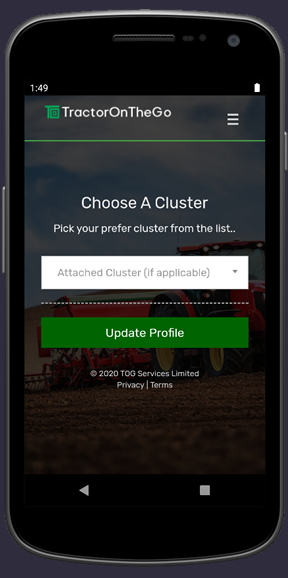 1:49
TractorOnTheGo
Choose A Cluster
Pick your prefer cluster from the list..
Attached Cluster (if applicable)
Update Profile
© 2020 TOG Services Limited
Privacy | Terms